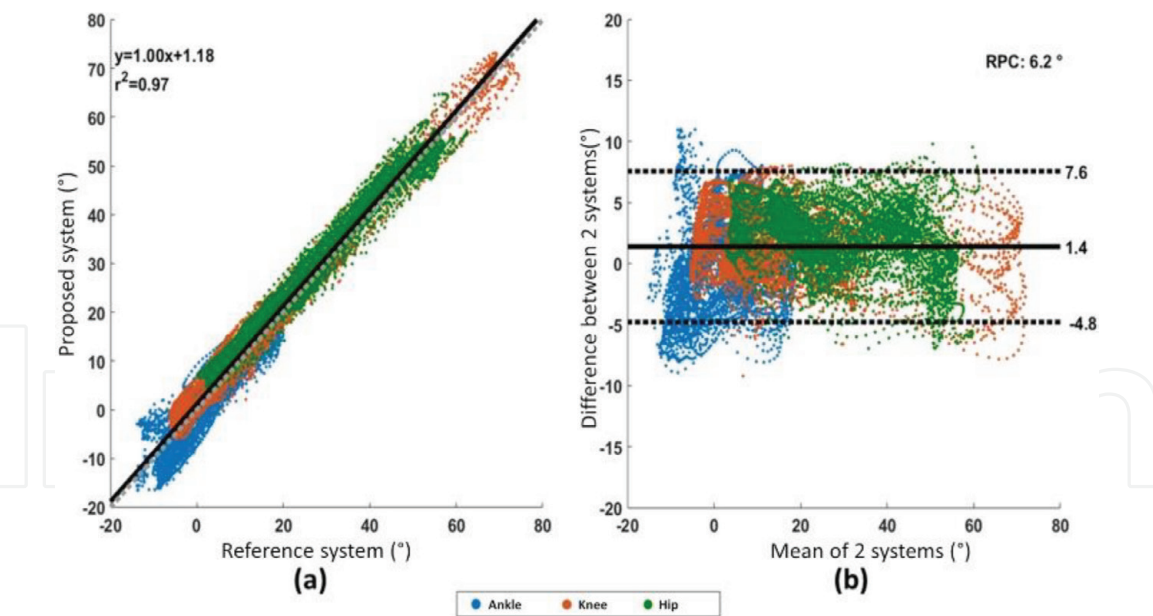 80
70
60
50
40
30
20
10
0
-10
-20
y=1.00x+1.18
r²=0.97
Proposed system (°)
-20 0 20 40 60 80
Reference system (°)
(a)
20
15
10
5
0
-5
-10
-15
-20
RPC: 6.2 °
7.6
1.4
-4.8
Difference between 2 systems(°)
-20 0 20 40 60 80
Mean of 2 systems (°)
(b)
Ankle Knee Hip